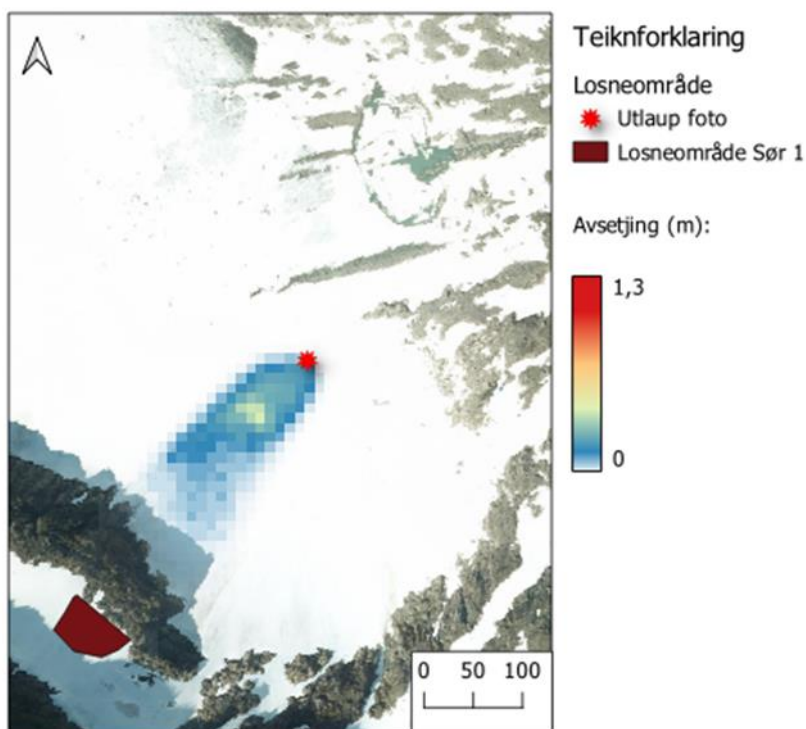 Teiknforklaring
Losneområde
Utlaup foto
Losneområde Sør 1
Avsetjing (m):
1,3
0
0 50 100